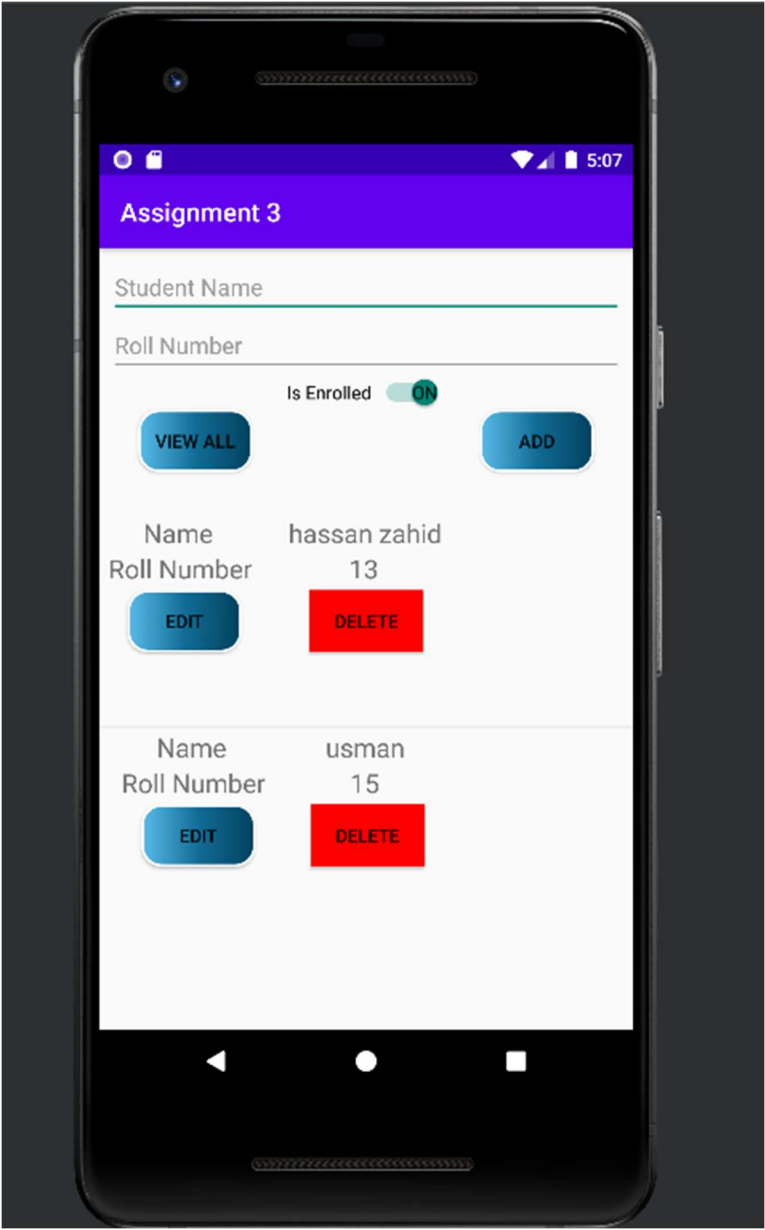 5:07
Assignment 3
Student Name
Roll Number
Is Enrolled ON
VIEW ALL ADD
Name hassan zahid
Roll Number 13
EDIT DELETE
Name usman
Roll Number 15
EDIT DELETE